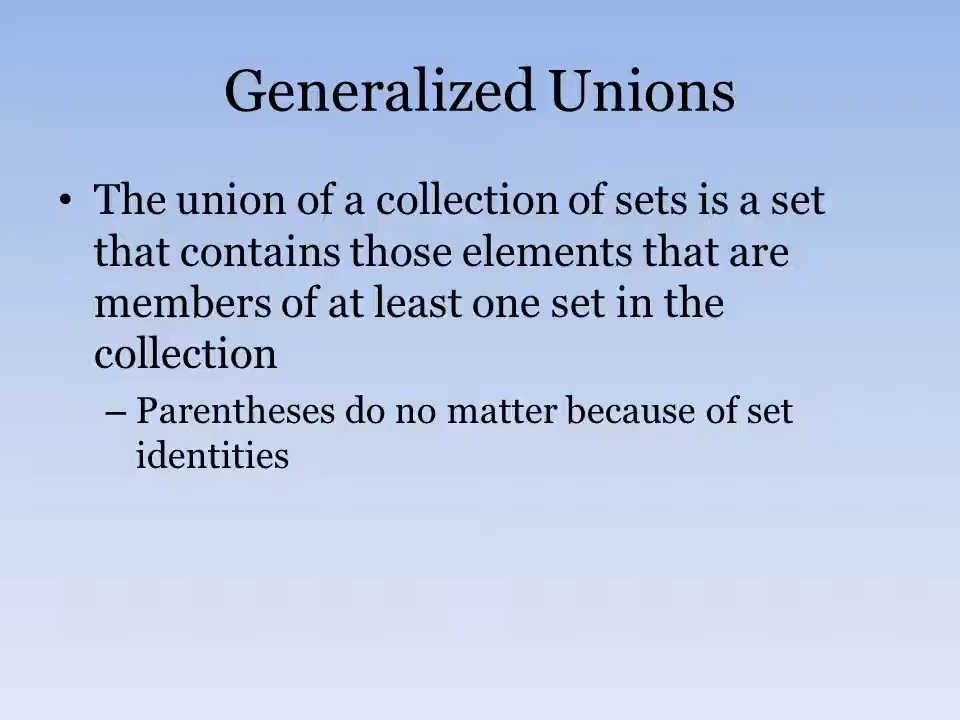 Generalized Unions
• The union of a collection of sets is a set
that contains those elements that are
members of at least one set in the
collection
– Parentheses do no matter because of set
identities